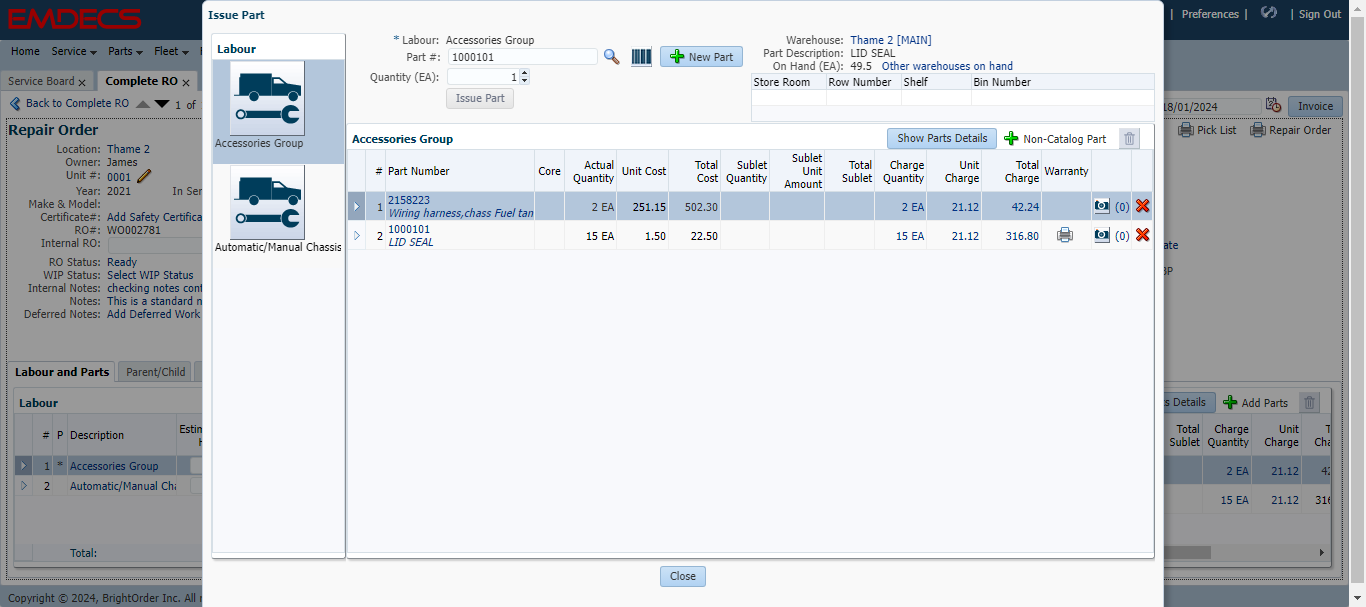 EMDECS
| Preferences | | Sign Out
Home Service Parts Fleet
Service Board x Complete RO x
Back to Complete RO 1 of
18/01/2024 Invoice
Pick List Repair Order
Repair Order
Location: Thame 2
Owner: James
Unit #: 0001
Year: 2021 In Ser
Make & Model:
Certificate#: Add Safety Certifica
RO#: WO002781
Internal RO:
RO Status: Ready
WIP Status: Select WIP Status
Internal Notes: checking notes cont
Notes: This is a standard n
Deferred Notes: Add Deferred Work
Labour and Parts Parent/Child
Labour
# P Description Estim
1 * Accessories Group
2 Automatic/Manual Cha
Total:
Copyright © 2024, BrightOrder Inc. All
Issue Part
Labour
Accessories Group
Automatic/Manual Chassis
* Labour: Accessories Group
Part #: 1000101 New Part
Quantity (EA): 1
Issue Part
Warehouse: Thame 2 [MAIN]
Part Description: LID SEAL
On Hand (EA): 49.5 Other warehouses on hand
Store Room Row Number Shelf Bin Number
Accessories Group Show Parts Details Non-Catalog Part
# Part Number Core Actual Quantity Unit Cost Total Cost Sublet Quantity Sublet Unit Amount Total Sublet Charge Quantity Unit Charge Total Charge Warranty
1 2158223 2 EA 251.15 502.30 2 EA 21.12 42.24 (0)
Wiring harness,chass Fuel tan
2 1000101 15 EA 1.50 22.50 15 EA 21.12 316.80 (0)
LID SEAL
Close
ate
BP
s Details Add Parts
Total Sublet Charge Quantity Unit Charge
2 EA 21.12 42
15 EA 21.12 316